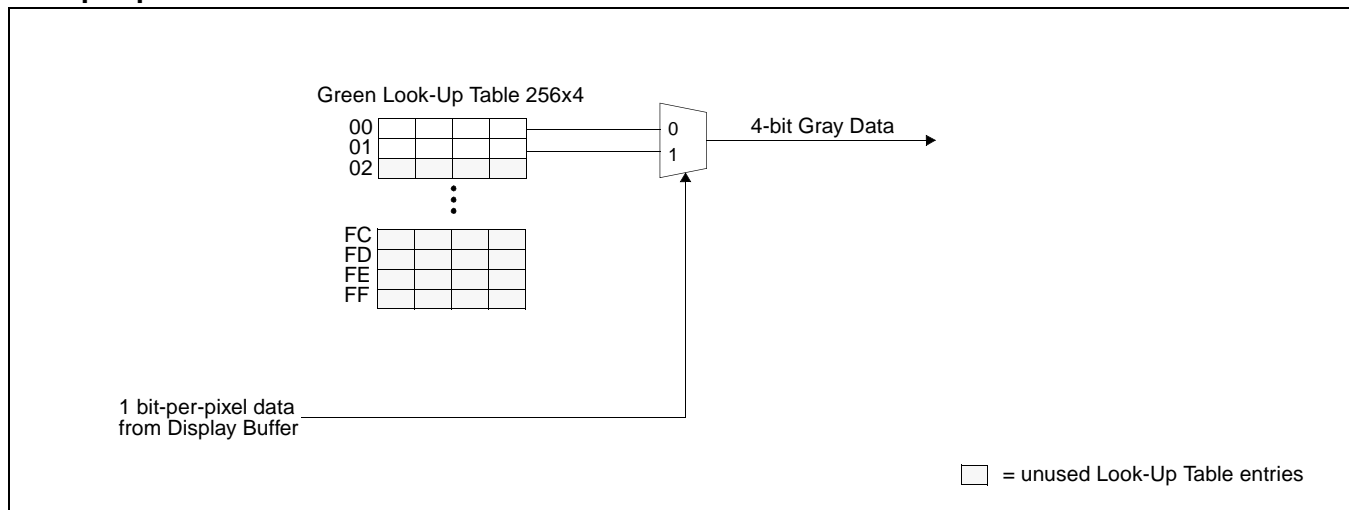 Green Look-Up Table 256x4
00
01
02
FC
FD
FE
FF
0
1
4-bit Gray Data
1 bit-per-pixel data
from Display Buffer
= unused Look-Up Table entries